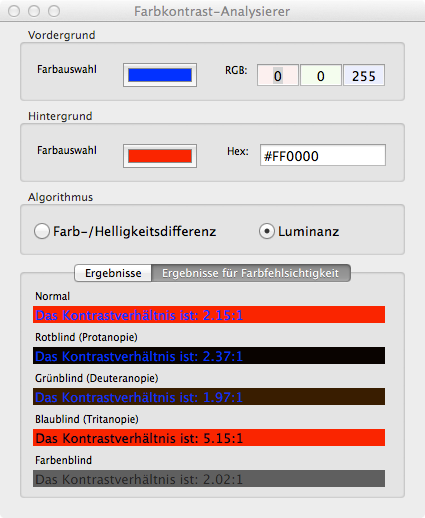 Farbkontrast-Analysierer
Vordergrund
Farbauswahl RGB: 0 0 255
Hintergrund
Farbauswahl Hex: #FF0000
Algorithmus
Farb-/Helligkeitsdifferenz Luminanz
Ergebnisse Ergebnisse für Farbfehlsichtigkeit
Normal
Das Kontrastverhältnis ist: 2.15:1
Rotblind (Protanopie)
Das Kontrastverhältnis ist: 2.37:1
Grünblind (Deuteranopie)
Das Kontrastverhältnis ist: 1.97:1
Blaublind (Tritanopie)
Das Kontrastverhältnis ist: 5.15:1
Farbenblind
Das Kontrastverhältnis ist: 2.02:1